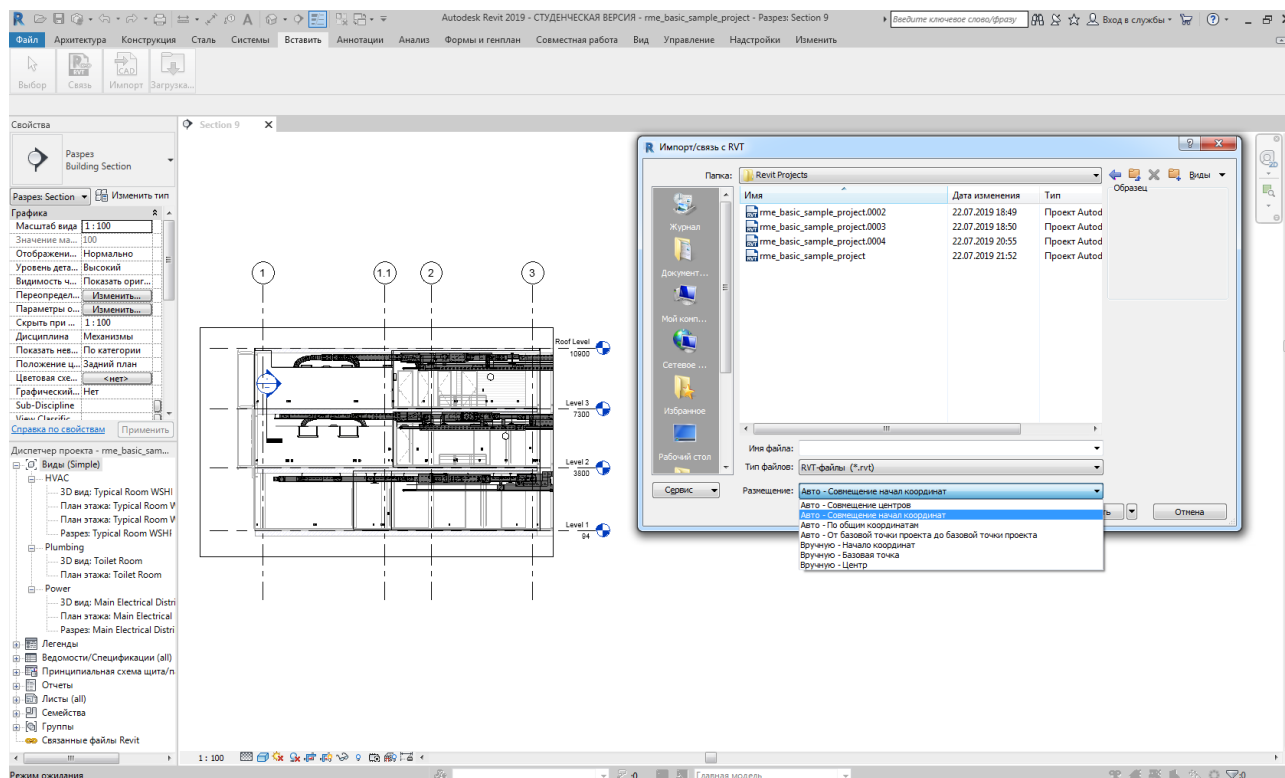 Autodesk Revit 2019 - СТУДЕНЧЕСКАЯ ВЕРСИЯ - rme_basic_sample_project - Разрез: Section 9
Введите ключевое слово/фразу
Вход в службы
Файл Архитектура Конструкция Сталь Системы Вставить Аннотации Анализ Формы и генплан Совместная работа Вид Управление Надстройки Изменить
Выбор Связь Импорт Загрузка...
Свойства
Section 9
Разрез
Building Section
Разрез: Section
Изменить тип
Графика
Масштаб вида 1 : 100
Значение ма... 100
Отображени... Нормально
Уровень дета... Высокий
Видимость ч... Показать ориг...
Переопредел... Изменить...
Параметры о... Изменить...
Скрыть при ... 1 : 100
Дисциплина Механизмы
Показать нев... По категории
Положение ц... Задний план
Цветовая схе... <нет>
Графический... Нет
Sub-Discipline
View Classific
Справка по свойствам Применить
Диспетчер проекта - rme_basic_sam...
Виды (Simple)
HVAC
3D вид: Typical Room WSHI
План этажа: Typical Room W
План этажа: Typical Room W
Разрез: Typical Room WSHI
Plumbing
3D вид: Toilet Room
План этажа: Toilet Room
Power
3D вид: Main Electrical Distri
План этажа: Main Electrical
Разрез: Main Electrical Distri
Легенды
Ведомости/Спецификации (all)
Принципиальная схема щита/п
Отчеты
Листы (all)
Семейства
Группы
Связанные файлы Revit
1 1.1 2 3
Roof Level
10900
Level 3
7300
Level 2
3800
Level 1
94
Импорт/связь с RVT
Папка: Revit Projects
Виды
Имя Дата изменения Тип
Образец
rme_basic_sample_project.0002 22.07.2019 18:49 Проект Autod
rme_basic_sample_project.0003 22.07.2019 18:50 Проект Autod
rme_basic_sample_project.0004 22.07.2019 20:55 Проект Autod
rme_basic_sample_project 22.07.2019 21:52 Проект Autod
Журнал
Документ...
Мой комп...
Сетевое ...
Избранное
Рабочий стол
Имя файла:
Тип файлов: RVT-файлы (*.rvt)
Сервис
Размещение: Авто - Совмещение начал координат
Отмена
Авто - Совмещение центров
Авто - Совмещение начал координат
Авто - По общим координатам
Авто - От базовой точки проекта до базовой точки проекта
Вручную - Начало координат
Вручную - Базовая точка
Вручную - Центр
1 : 100
Режим ожидания
:0
Главная модель
:0